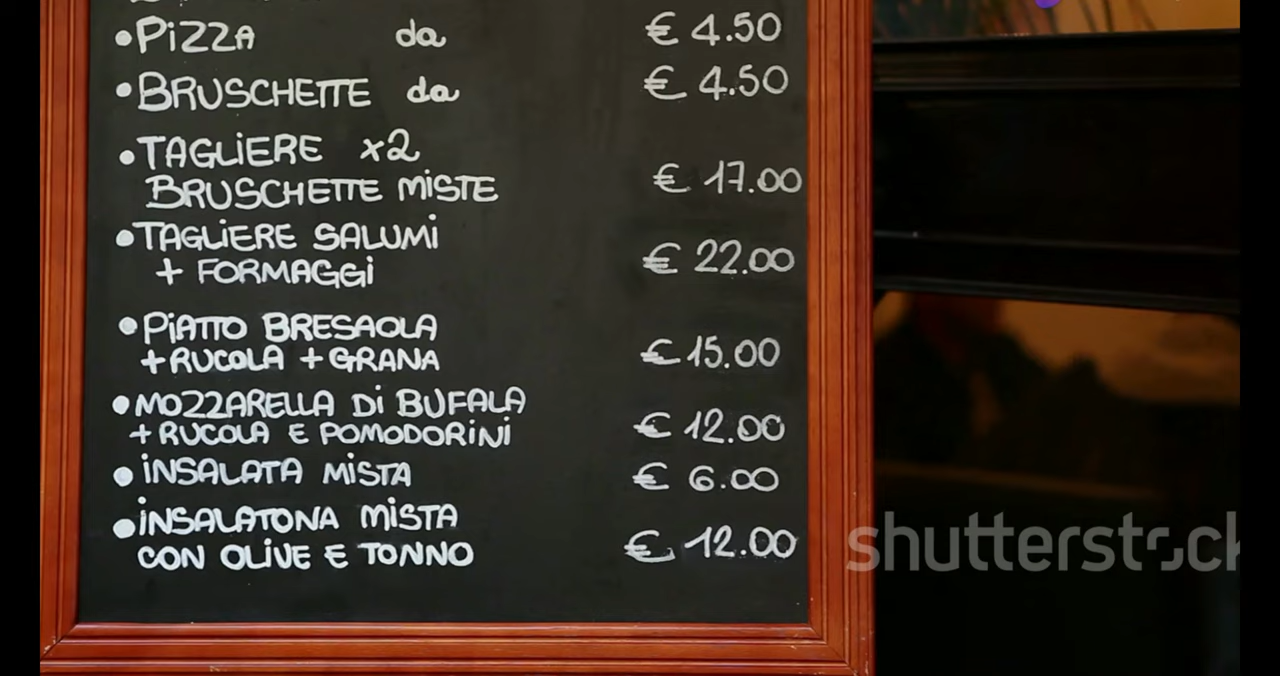 •PiZZA da € 4.50
•BRUSCHETTE da € 4.50
•TAGLiERE x2
BRUSCHETTE MiSTE € 17.00
•TAGLiERE SALUMi
+ FORMAGGi € 22.00
•PiATTO BRESAOLA
+RUCOLA +GRANA € 15.00
•MOZZARELLA Di BUFALA
+RUCOLA E POMODORiNi € 12.00
•iNSALATA MiSTA € 6.00
•iNSALATONA MiSTA
CON OLiVE E TONNO € 12.00
shutterstock